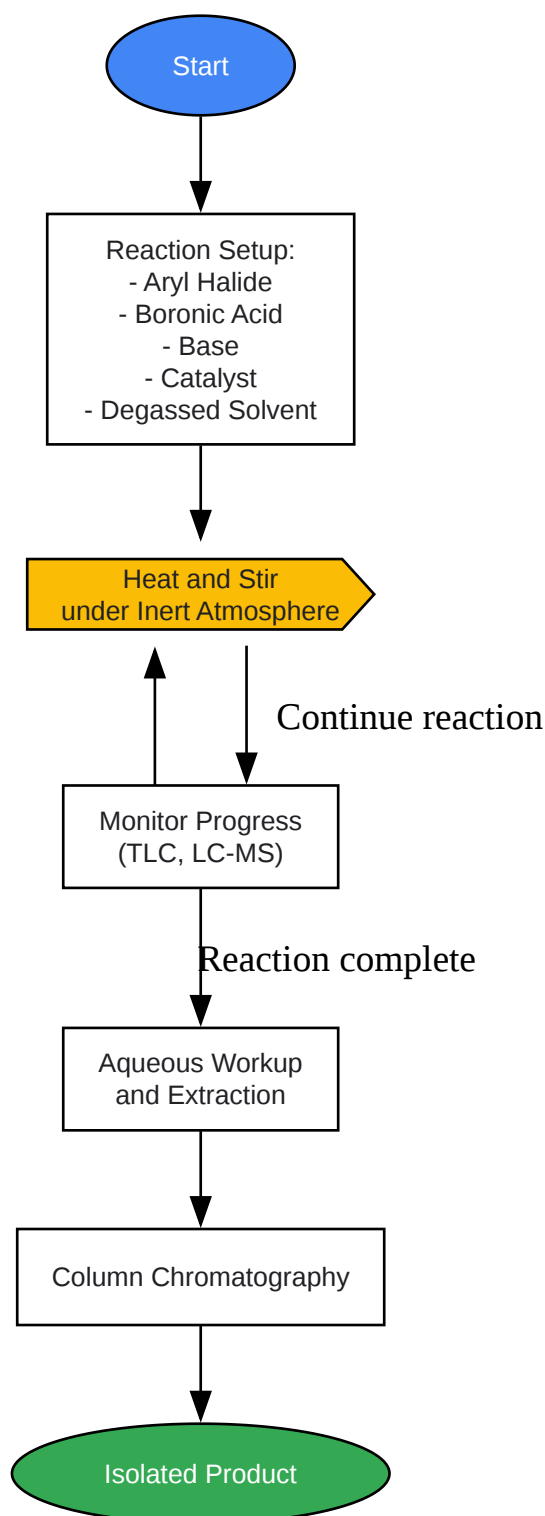 Start
Reaction Setup:
- Aryl Halide
- Boronic Acid
- Base
- Catalyst
- Degassed Solvent
Heat and Stir
under Inert Atmosphere
Continue reaction
Monitor Progress
(TLC, LC-MS)
Reaction complete
Aqueous Workup
and Extraction
Column Chromatography
Isolated Product